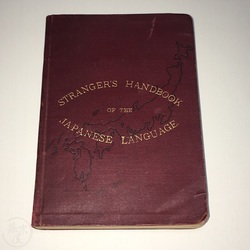 STRANGER'S HANDBOOK
OF THE
JAPANESE LANGUAGE